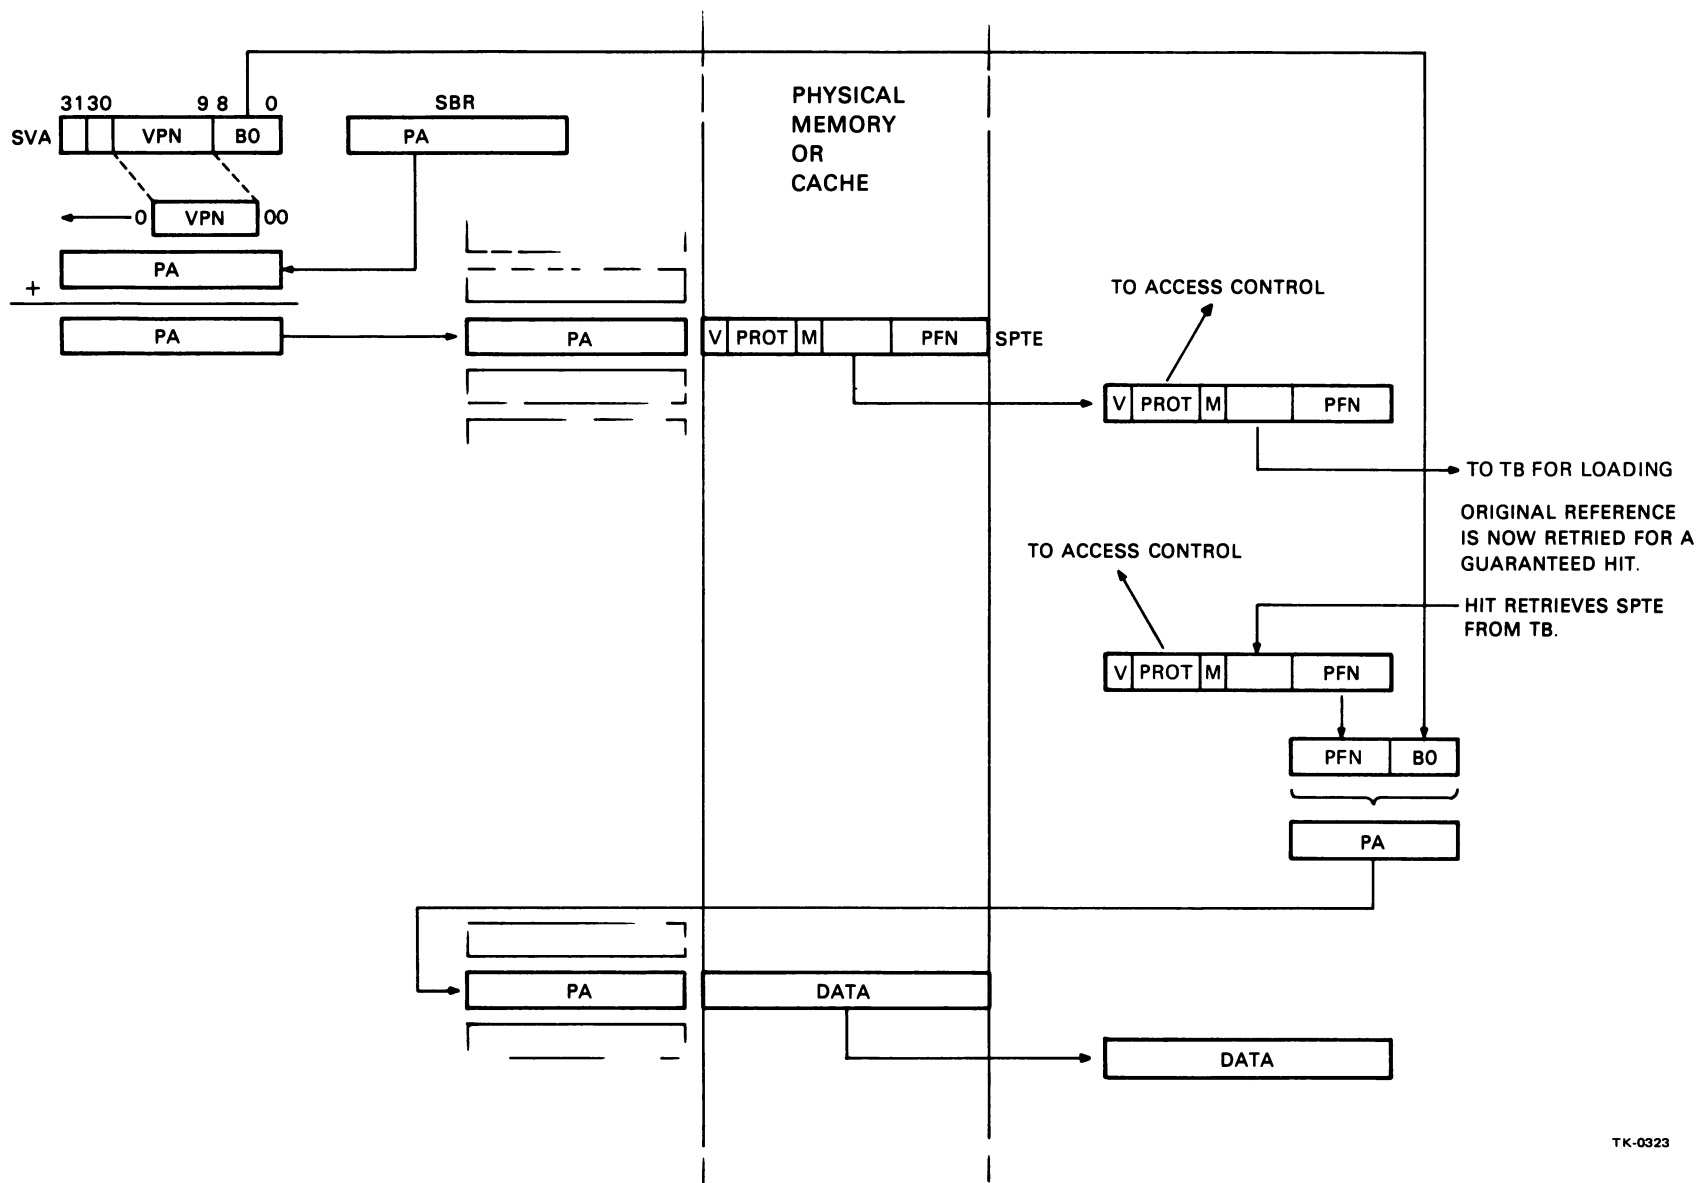 3130 9 8 0
SBR
SVA VPN BO
PA
PHYSICAL
MEMORY
OR
CACHE
0 VPN 00
PA
+
PA
PA
V PROT M PFN SPTE
TO ACCESS CONTROL
V PROT M PFN
TO TB FOR LOADING
ORIGINAL REFERENCE
IS NOW RETRIED FOR A
GUARANTEED HIT.
TO ACCESS CONTROL
HIT RETRIEVES SPTE
FROM TB.
V PROT M PFN
PFN BO
PA
PA
DATA
DATA
TK-0323